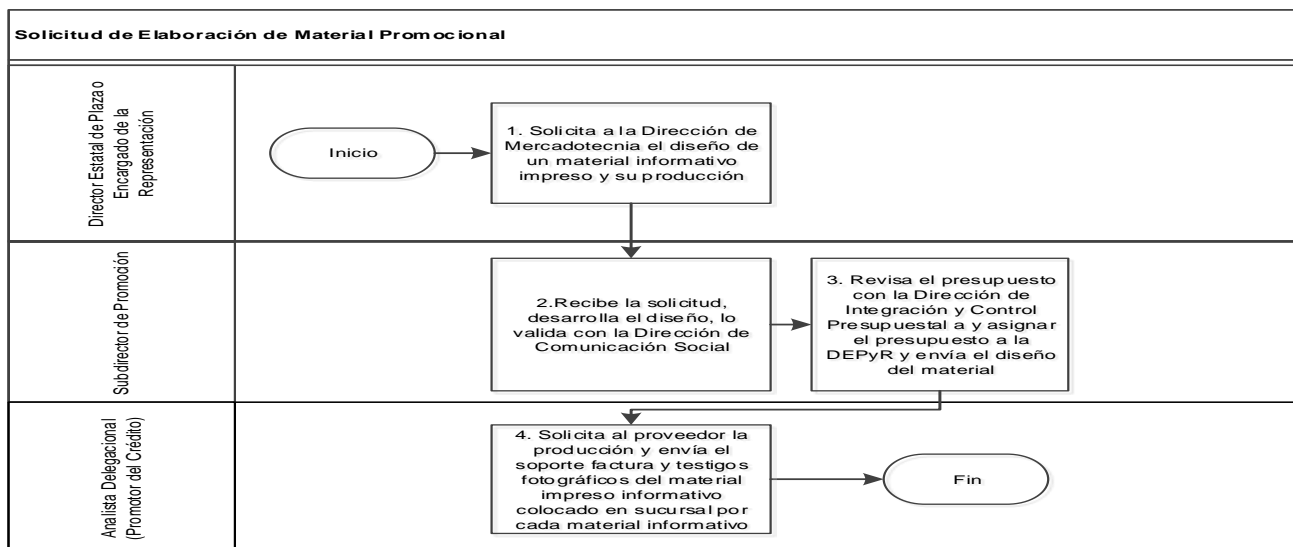 Solicitud de Elaboración de Material Promocional
Director Estatal de Plaza o
Encargado de la
Representación
Inicio
1. Solicita a la Dirección de
Mercadotecnia el diseño de
un material informativo
impreso y su producción
Subdirector de Promoción
2.Recibe la solicitud,
desarrolla el diseño, lo
valida con la Dirección de
Comunicación Social
3. Revisa el presupuesto
con la Dirección de
Integración y Control
Presupuestal a y asignar
el presupuesto a la
DEPyR y envía el diseño
del material
Analista Delegacional
(Promotor del Crédito)
4. Solicita al proveedor la
producción y envía el
soporte factura y testigos
fotográficos del material
impreso informativo
colocado en sucursal por
cada material informativo
Fin